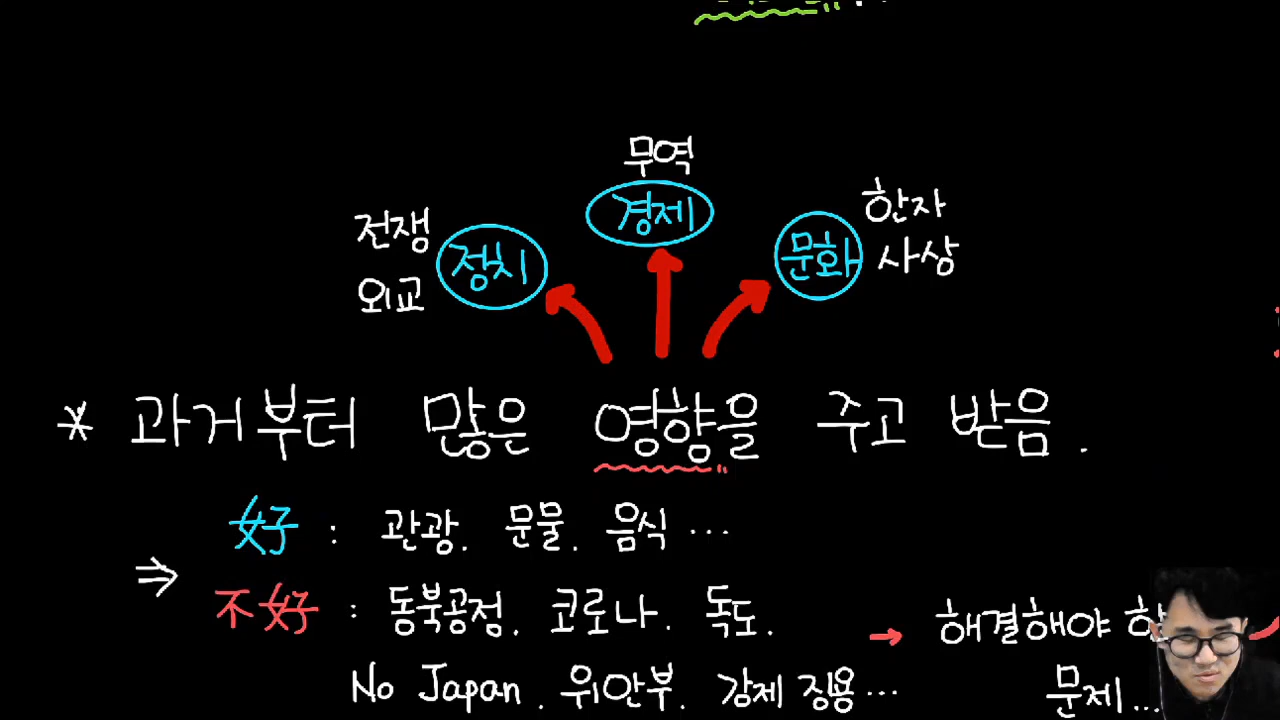 무역
경제
전쟁
외교
정치
문화
한자
사상
* 과거부터 많은 영향을 주고 받음.
好 : 관광. 문물. 음식 ...
⇒
不好 : 동북공정. 코로나. 독도.
→ 해결해야
No Japan. 위안부. 강제 징용...
문제...